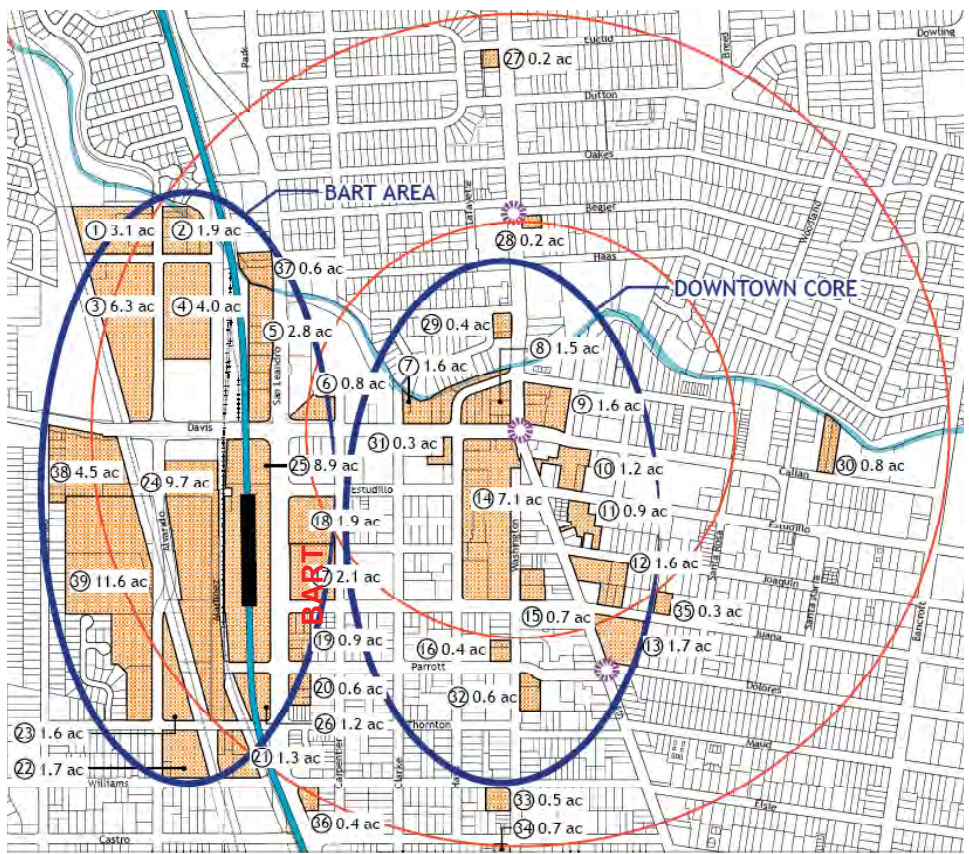 Euclid
Dowling
Breed
Park
27 0.2 ac
Dutton
Oakes
BART AREA
Lafayette
Begier
Woodland
1 3.1 ac
2 1.9 ac
28 0.2 ac
Haas
37 0.6 ac
DOWNTOWN CORE
3 6.3 ac
4 4.0 ac
5 2.8 ac
29 0.4 ac
8 1.5 ac
San Leandro
7 1.6 ac
6 0.8 ac
9 1.6 ac
Davis
31 0.3 ac
10 1.2 ac
Callan
30 0.8 ac
38 4.5 ac
25 8.9 ac
24 9.7 ac
Estudillo
14 7.1 ac
11 0.9 ac
Estudillo
Alvarado
18 1.9 ac
Washington
Santa Rosa
12 1.6 ac
Joaquin
39 11.6 ac
BART
7 2.1 ac
Santa Maria
35 0.3 ac
Martinez
15 0.7 ac
Juana
Bancroft
19 0.9 ac
16 0.4 ac
13 1.7 ac
Parrott
Dolores
20 0.6 ac
32 0.6 ac
23 1.6 ac
26 1.2 ac
Thornton
Maud
21 1.3 ac
22 1.7 ac
Carpentier
Clarke
Williams
33 0.5 ac
Elsie
36 0.4 ac
34 0.7 ac
Castro